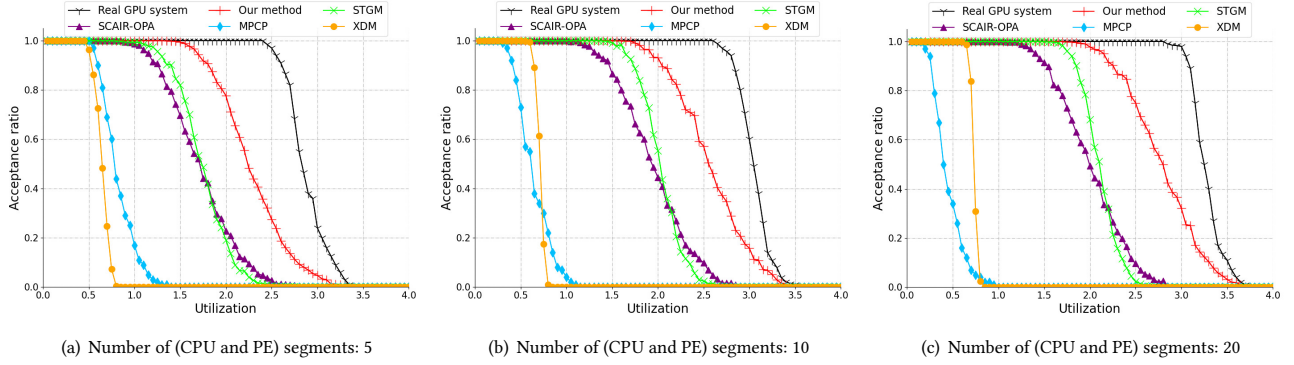 Real GPU system Our method STGM
SCAIR-OPA MPCP XDM
Acceptance ratio
1.0
0.8
0.6
0.4
0.2
0.0
0.0 0.5 1.0 1.5 2.0 2.5 3.0 3.5 4.0
Utilization
(a) Number of (CPU and PE) segments: 5
Real GPU system Our method STGM
SCAIR-OPA MPCP XDM
Acceptance ratio
1.0
0.8
0.6
0.4
0.2
0.0
0.0 0.5 1.0 1.5 2.0 2.5 3.0 3.5 4.0
Utilization
(b) Number of (CPU and PE) segments: 10
Real GPU system Our method STGM
SCAIR-OPA MPCP XDM
Acceptance ratio
1.0
0.8
0.6
0.4
0.2
0.0
0.0 0.5 1.0 1.5 2.0 2.5 3.0 3.5 4.0
Utilization
(c) Number of (CPU and PE) segments: 20